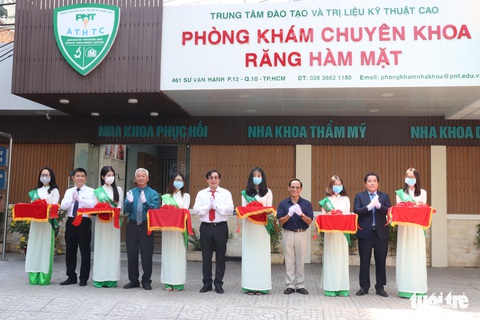 PNT
ATHTC
TRUNG TÂM ĐÀO TẠO VÀ TRỊ LIỆU KỸ THUẬT CAO
PHÒNG KHÁM CHUYÊN KHOA
RĂNG HÀM MẶT
461 SƯ VẠN HẠNH P.12 - Q.10 - TP.HCM ĐT: 028 3862 1180 Email: phongkhamnhakhoa@pnt.edu.v
NHA KHOA PHỤC HỒI NHA KHOA THẨM MỸ NHA KHOA D
tuổi trẻ